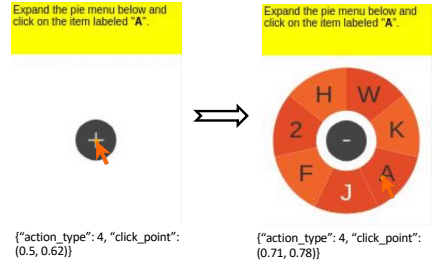 Expand the pie menu below and
click on the item labeled "A".
+
{"action_type": 4, "click_point":
(0.5, 0.62)}
Expand the pie menu below and
click on the item labeled "A".
H W
2 K
-
F A
J
{"action_type": 4, "click_point":
(0.71, 0.78)}